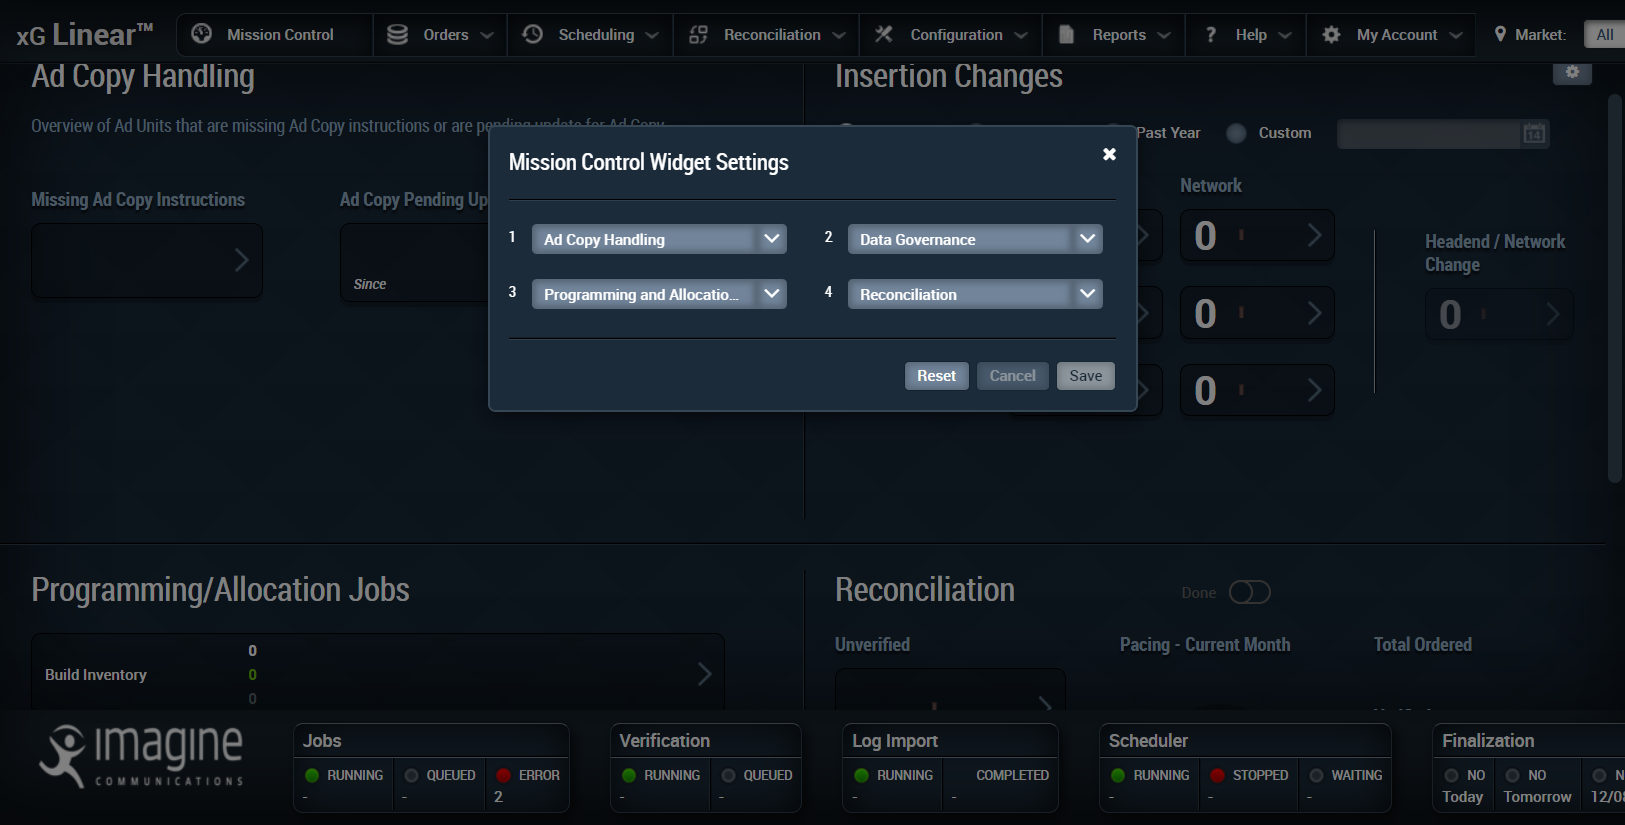 xG Linear™
Mission Control
Orders
Scheduling
Reconciliation
Configuration
Reports
? Help
My Account
Market:
All
Ad Copy Handling
Insertion Changes
Overview of Ad Units that are missing Ad Copy instructions or are pending update for Ad Copy
Past Year
Custom
14
Missing Ad Copy Instructions
Ad Copy Pending Up
Since
Network
0
0
0
Headend / Network
Change
0
Mission Control Widget Settings
1 Ad Copy Handling
2 Data Governance
3 Programming and Allocatio...
4 Reconciliation
Reset
Cancel
Save
Programming/Allocation Jobs
Build Inventory
0
0
0
Reconciliation
Done
Unverified
Pacing - Current Month
Total Ordered
imagine
COMMUNICATIONS
Jobs
RUNNING
-
QUEUED
-
ERROR
2
Verification
RUNNING
-
QUEUED
-
Log Import
RUNNING
-
COMPLETED
-
Scheduler
RUNNING
-
STOPPED
-
WAITING
-
Finalization
NO
Today
NO
Tomorrow
N
12/08